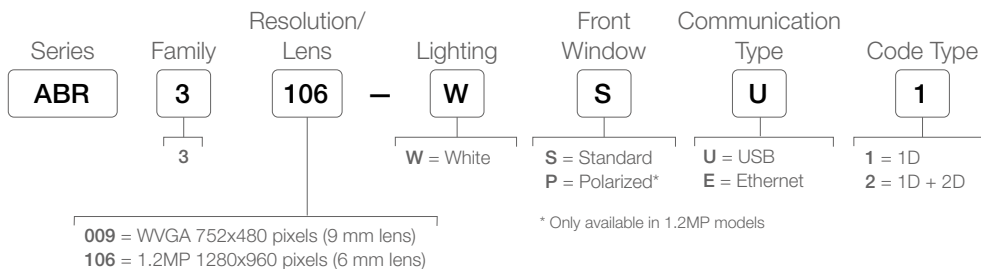 Series Family Resolution/ Lens Lighting Front Window Communication Type Code Type
ABR 3 106 – W S U 1
3
W = White
S = Standard
P = Polarized*
U = USB
E = Ethernet
1 = 1D
2 = 1D + 2D
* Only available in 1.2MP models
009 = WVGA 752x480 pixels (9 mm lens)
106 = 1.2MP 1280x960 pixels (6 mm lens)